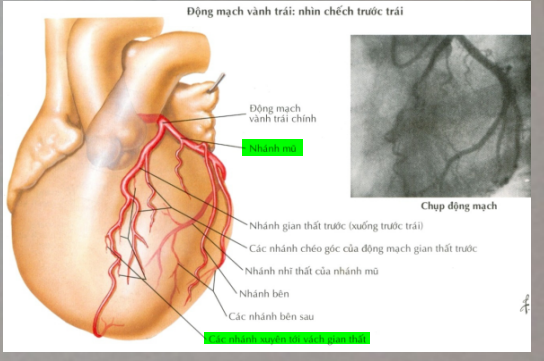 Động mạch vành trái: nhìn chếch trước trái
Động mạch
vành trái chính
Nhánh mũ
Chụp động mạch
Nhánh gian thất trước (xuống trước trái)
Các nhánh chéo góc của động mạch gian thất trước
Nhánh nhĩ thất của nhánh mũ
Nhánh bên
Các nhánh bên sau
Các nhánh xuyên tới vách gian thất